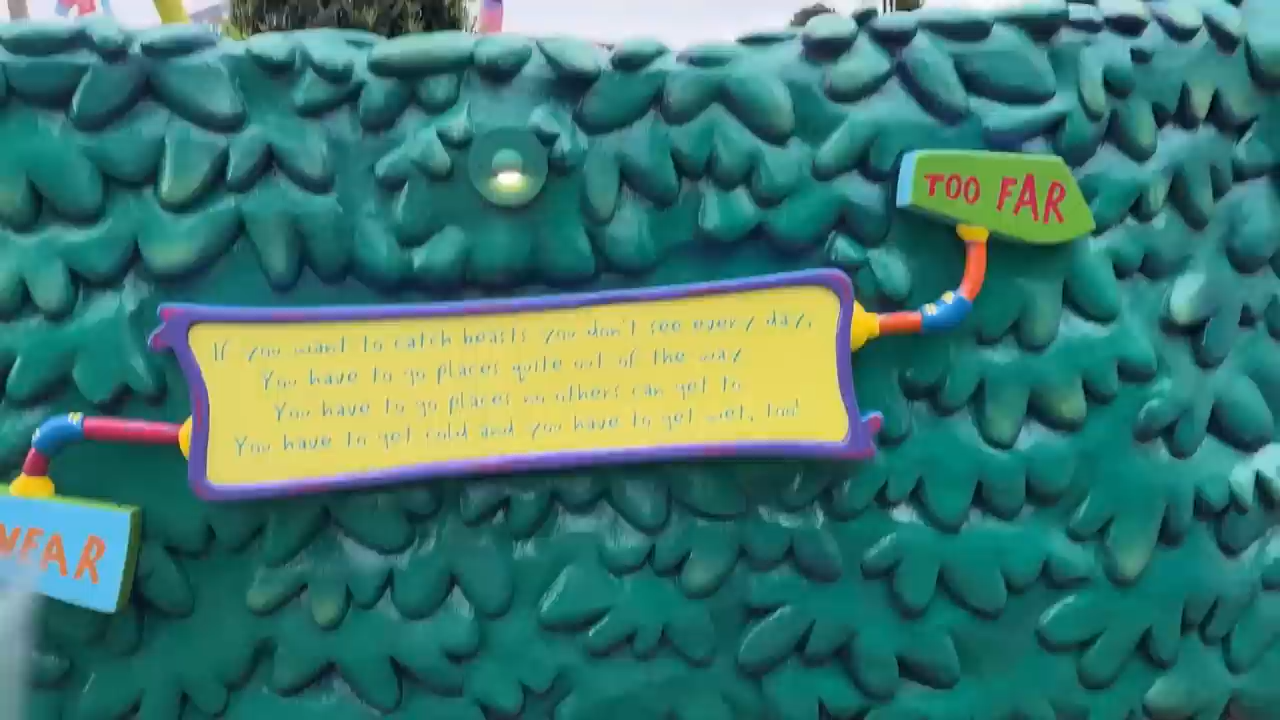 TOO FAR
If you want to catch beasts you don't see every day,
You have to go places quite out of the way
You have to go places no others can get to
You have to get cold and you have to get wet, too!
NEAR